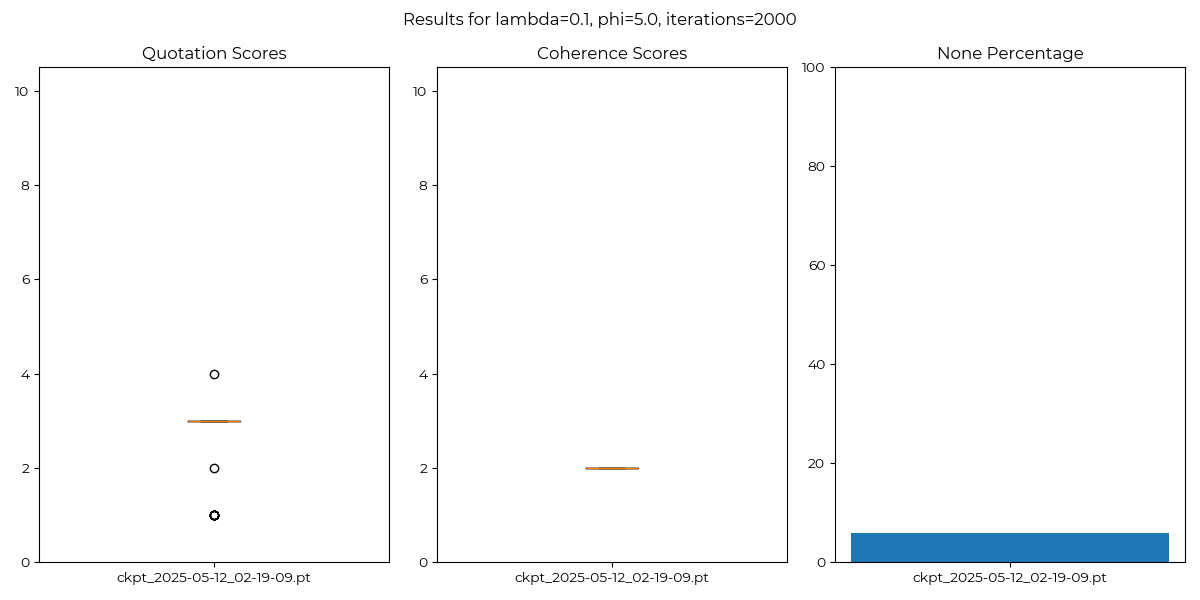 Results for lambda=0.1, phi=5.0, iterations=2000
Quotation Scores
10
8
6
4
2
0
ckpt_2025-05-12_02-19-09.pt
Coherence Scores
10
8
6
4
2
0
ckpt_2025-05-12_02-19-09.pt
None Percentage
100
80
60
40
20
0
ckpt_2025-05-12_02-19-09.pt